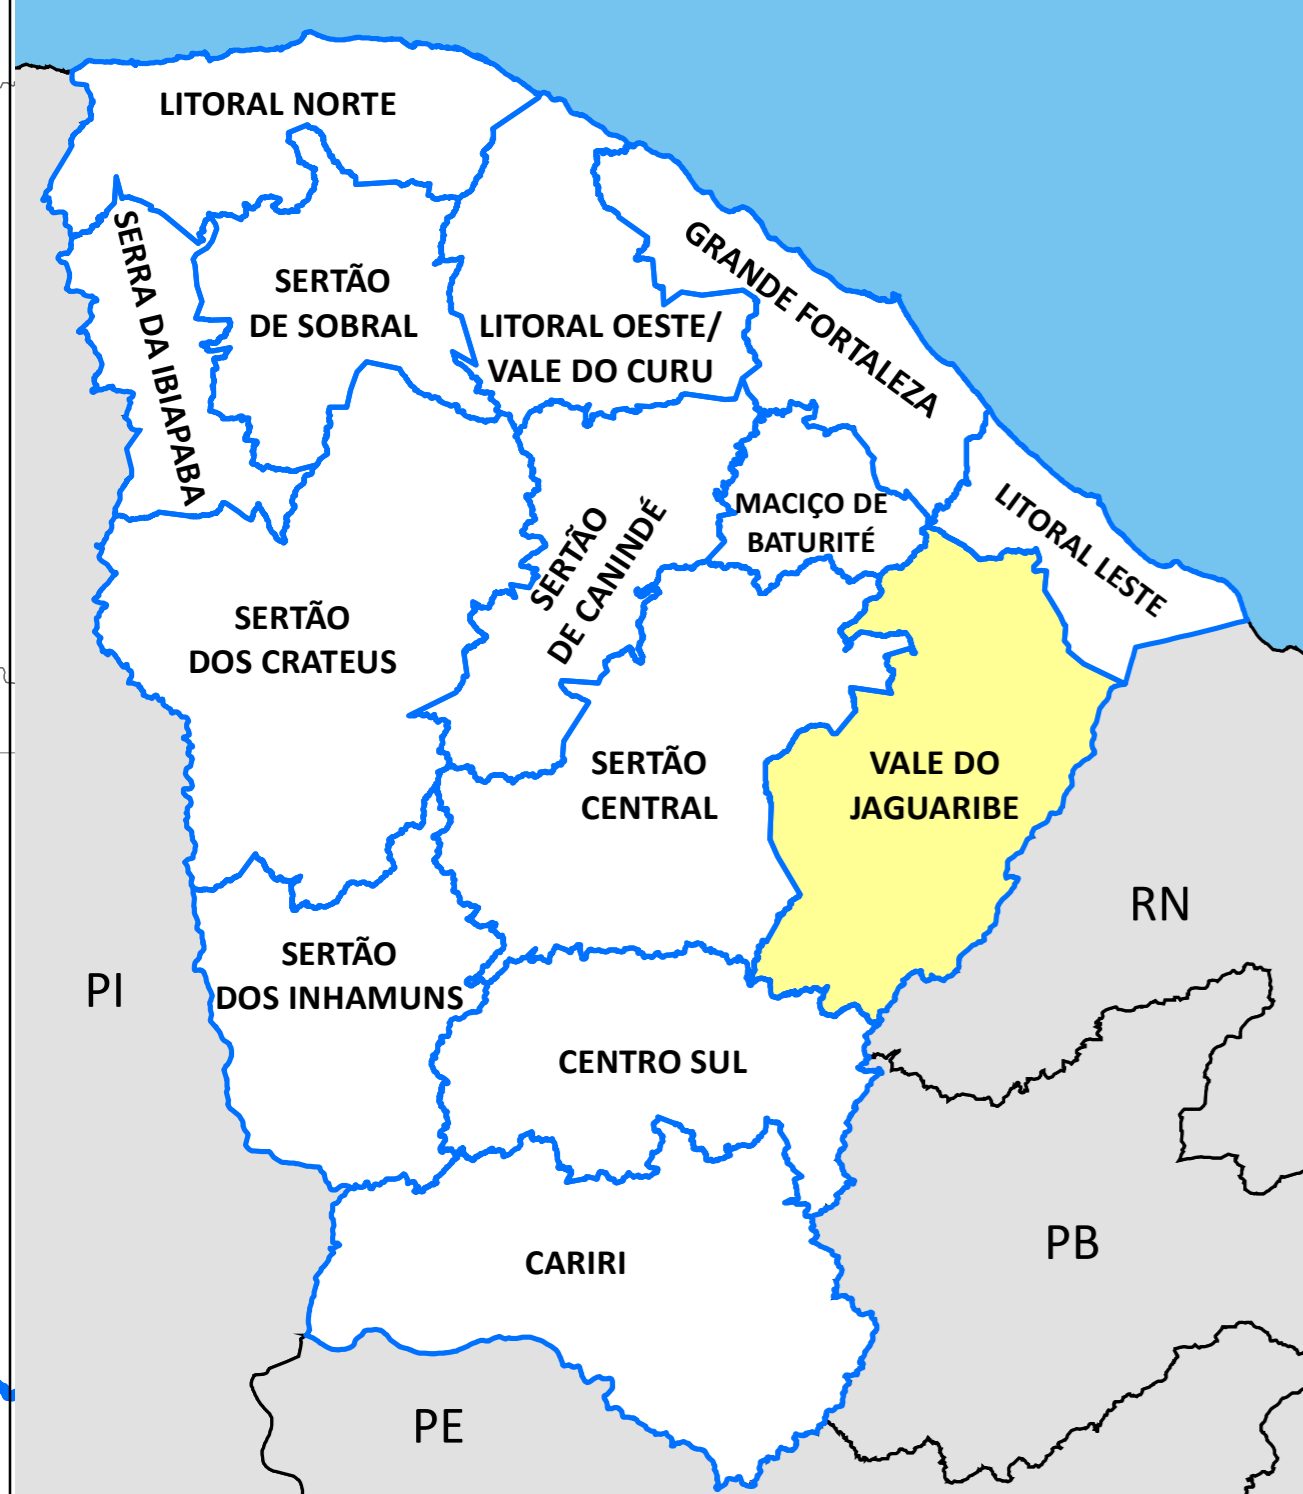 LITORAL NORTE
SERRA DA IBIAPABA
SERTÃO
DE SOBRAL
LITORAL OESTE/
VALE DO CURU
GRANDE FORTALEZA
MACIÇO DE
BATURITÉ
LITORAL LESTE
SERTÃO
DE CANINDÉ
SERTÃO
DOS CRATEUS
SERTÃO
CENTRAL
VALE DO
JAGUARIBE
RN
PI
SERTÃO
DOS INHAMUNS
CENTRO SUL
PB
CARIRI
PE